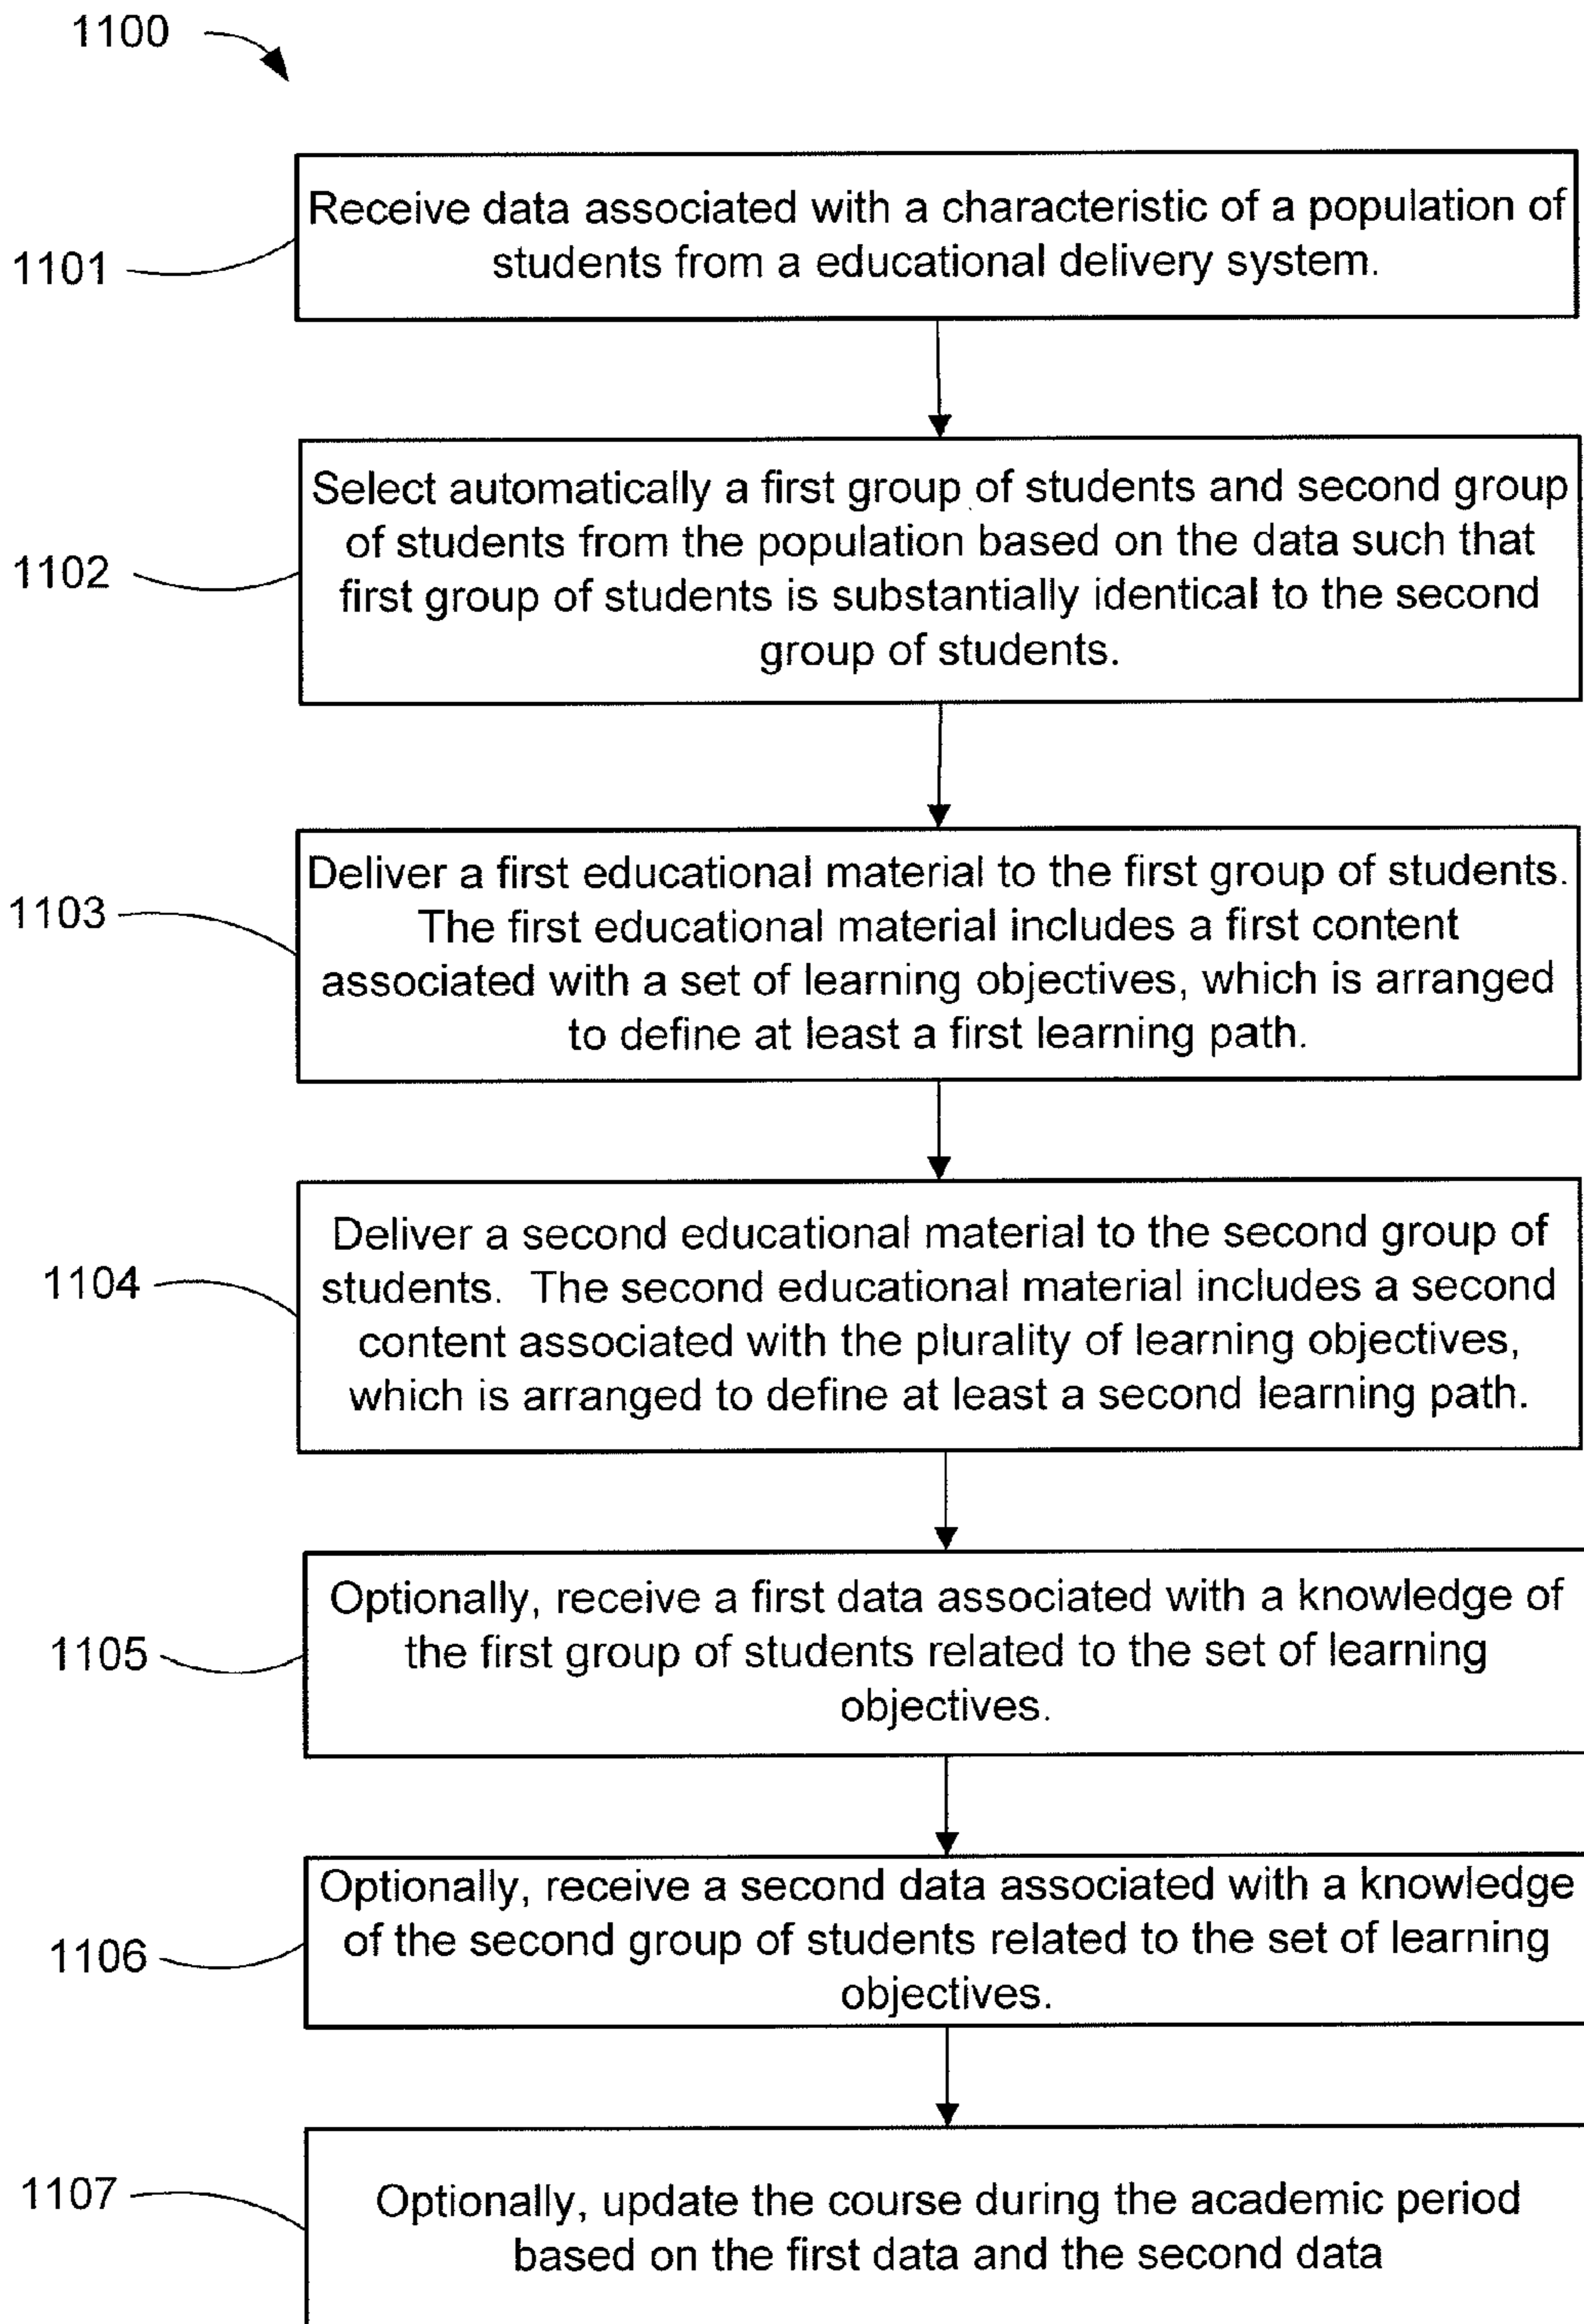 1100
1101
Receive data associated with a characteristic of a population of
students from a educational delivery system.
1102
Select automatically a first group of students and second group
of students from the population based on the data such that
first group of students is substantially identical to the second
group of students.
1103
Deliver a first educational material to the first group of students.
The first educational material includes a first content
associated with a set of learning objectives, which is arranged
to define at least a first learning path.
1104
Deliver a second educational material to the second group of
students. The second educational material includes a second
content associated with the plurality of learning objectives,
which is arranged to define at least a second learning path.
1105
Optionally, receive a first data associated with a knowledge of
the first group of students related to the set of learning
objectives.
1106
Optionally, receive a second data associated with a knowledge
of the second group of students related to the set of learning
objectives.
1107
Optionally, update the course during the academic period
based on the first data and the second data